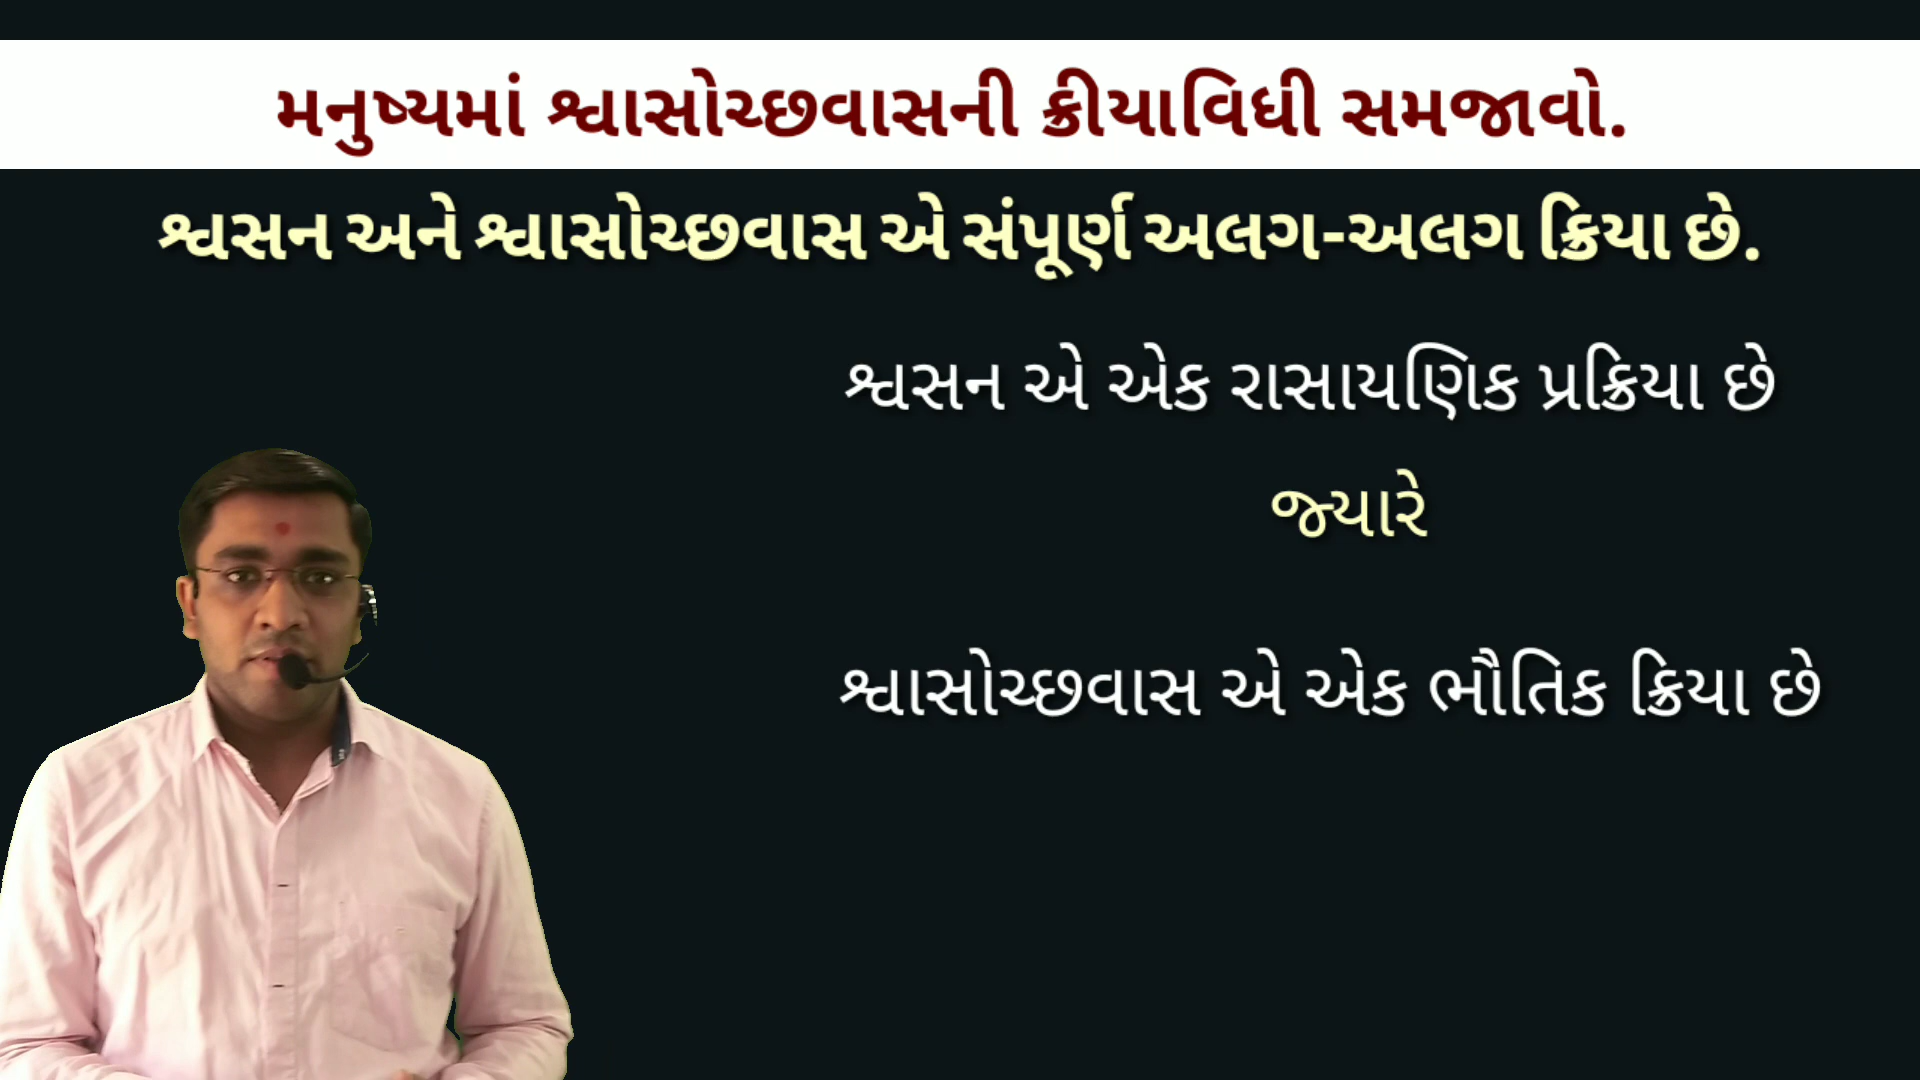 મનુષ્યમાં શ્વાસોચ્છવાસની ક્રીયાવિધી સમજાવો.
શ્વસન અને શ્વાસોચ્છવાસ એ સંપૂર્ણ અલગ-અલગ ક્રિયા છે.
શ્વસન એ એક રાસાયણિક પ્રક્રિયા છે
જ્યારે
શ્વાસોચ્છવાસ એ એક ભૌતિક ક્રિયા છે